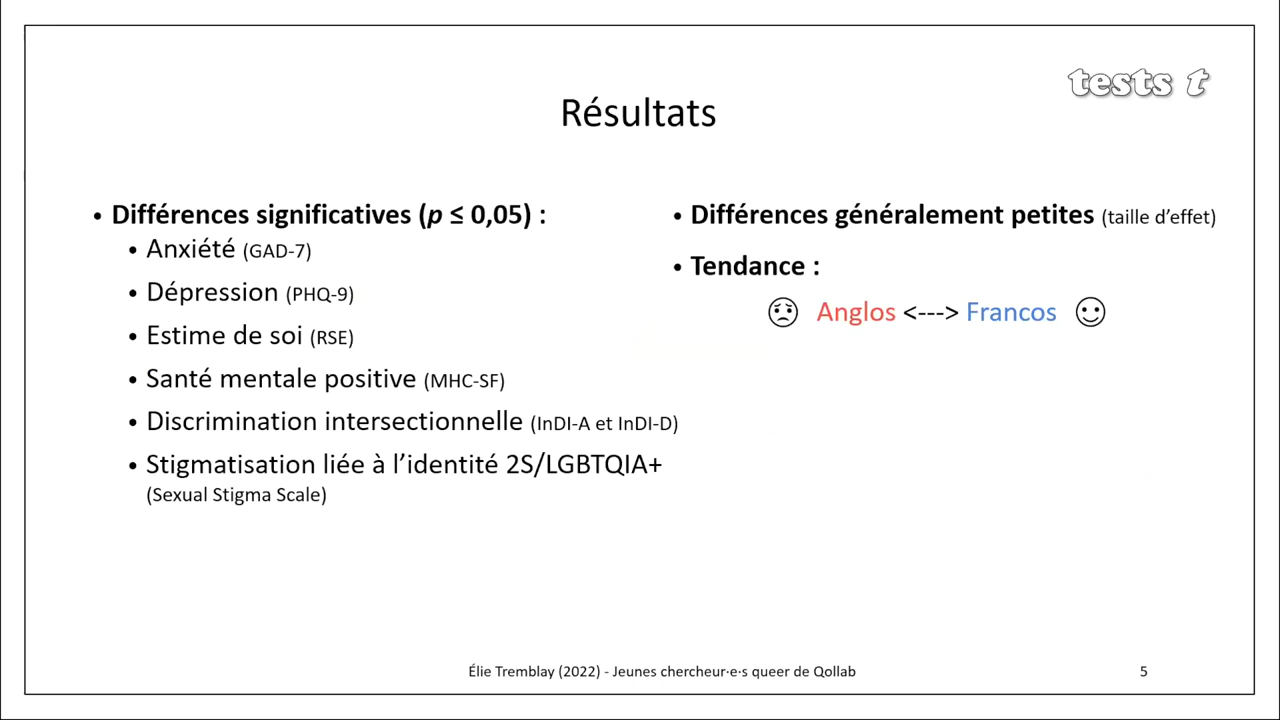 tests t
Résultats
• Différences significatives (p ≤ 0,05) :
• Anxiété (GAD-7)
• Dépression (PHQ-9)
• Estime de soi (RSE)
• Santé mentale positive (MHC-SF)
• Discrimination intersectionnelle (InDI-A et InDI-D)
• Stigmatisation liée à l’identité 2S/LGBTQIA+
(Sexual Stigma Scale)
• Différences généralement petites (taille d’effet)
• Tendance :
Anglos <---> Francos
Élie Tremblay (2022) - Jeunes chercheur·e·s queer de Qollab
5